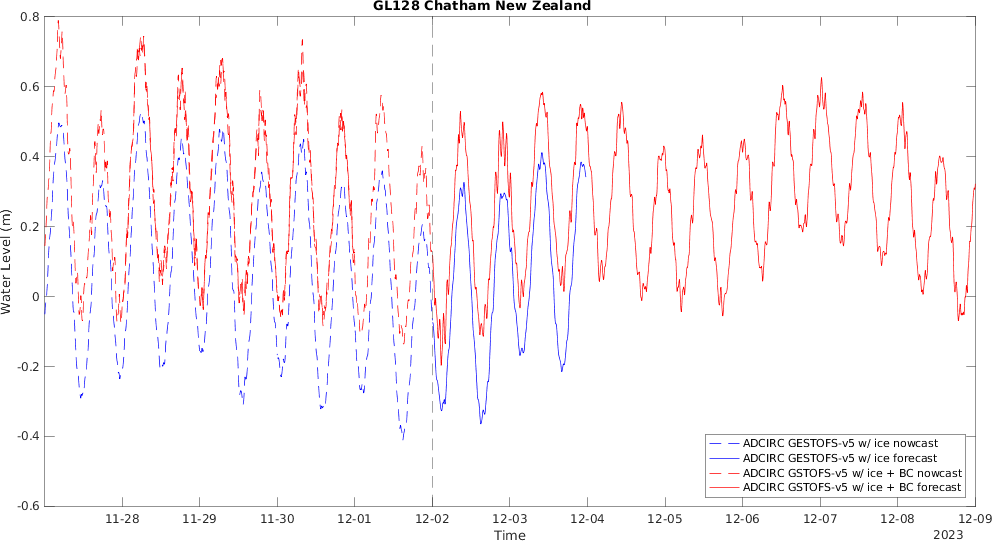 GL128 Chatham New Zealand
0.8
0.6
0.4
0.2
0
-0.2
-0.4
-0.6
Water Level (m)
ADCIRC GESTOFS-v5 w/ ice nowcast
ADCIRC GESTOFS-v5 w/ ice forecast
ADCIRC GSTOFS-v5 w/ ice + BC nowcast
ADCIRC GSTOFS-v5 w/ ice + BC forecast
11-28 11-29 11-30 12-01 12-02 12-03 12-04 12-05 12-06 12-07 12-08 12-09
Time
2023